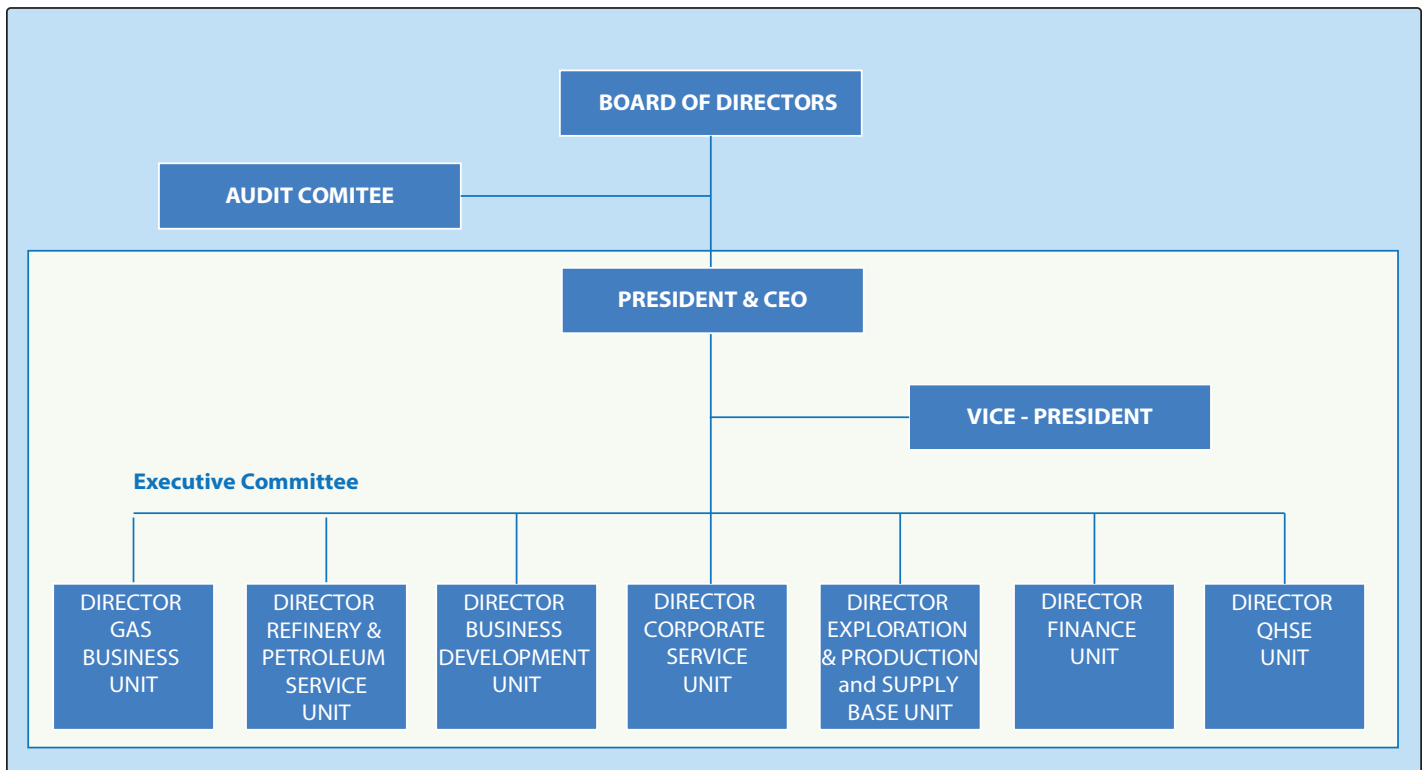 BOARD OF DIRECTORS
AUDIT COMITEE
PRESIDENT & CEO
VICE - PRESIDENT
Executive Committee
DIRECTOR
GAS
BUSINESS
UNIT
DIRECTOR
REFINERY &
PETROLEUM
SERVICE
UNIT
DIRECTOR
BUSINESS
DEVELOPMENT
UNIT
DIRECTOR
CORPORATE
SERVICE
UNIT
DIRECTOR
EXPLORATION
& PRODUCTION
and SUPPLY
BASE UNIT
DIRECTOR
FINANCE
UNIT
DIRECTOR
QHSE
UNIT